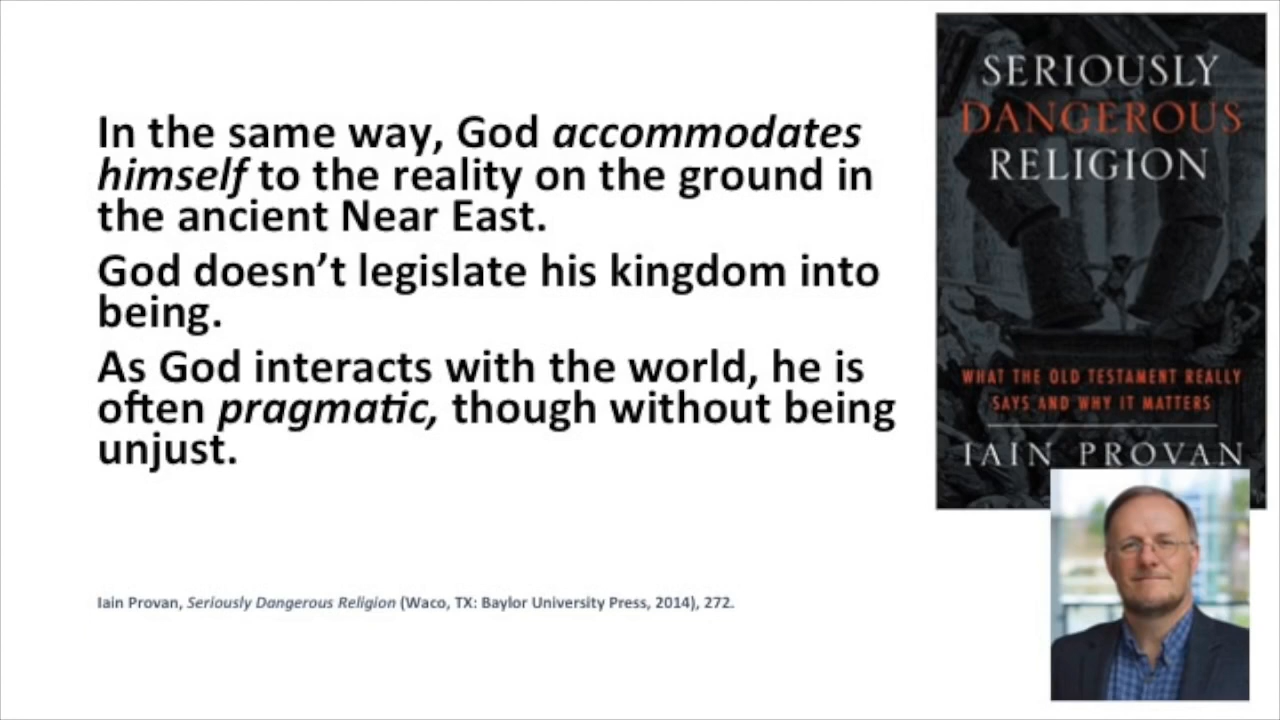 In the same way, God accommodates
himself to the reality on the ground in
the ancient Near East.
God doesn’t legislate his kingdom into
being.
As God interacts with the world, he is
often pragmatic, though without being
unjust.
Iain Provan, Seriously Dangerous Religion (Waco, TX: Baylor University Press, 2014), 272.
SERIOUSLY
DANGEROUS
RELIGION
WHAT THE OLD TESTAMENT REALLY
SAYS AND WHY IT MATTERS
IAIN PROVAN